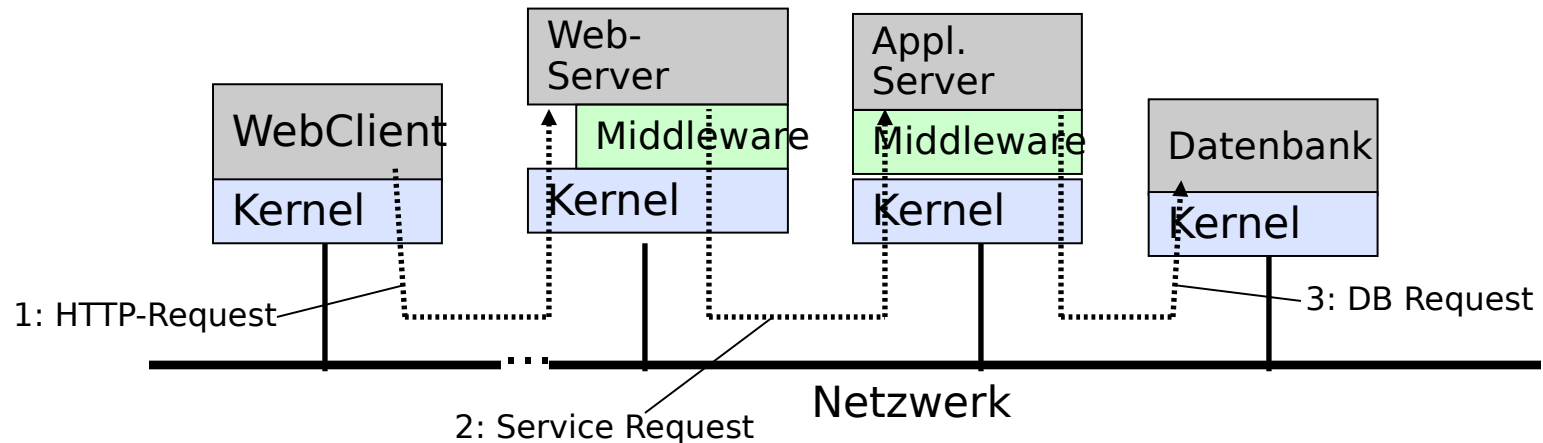 Web-
Server
Appl.
Server
WebClient
Middleware
Middleware
Datenbank
Kernel
Kernel
Kernel
Kernel
1: HTTP-Request
3: DB Request
Netzwerk
2: Service Request